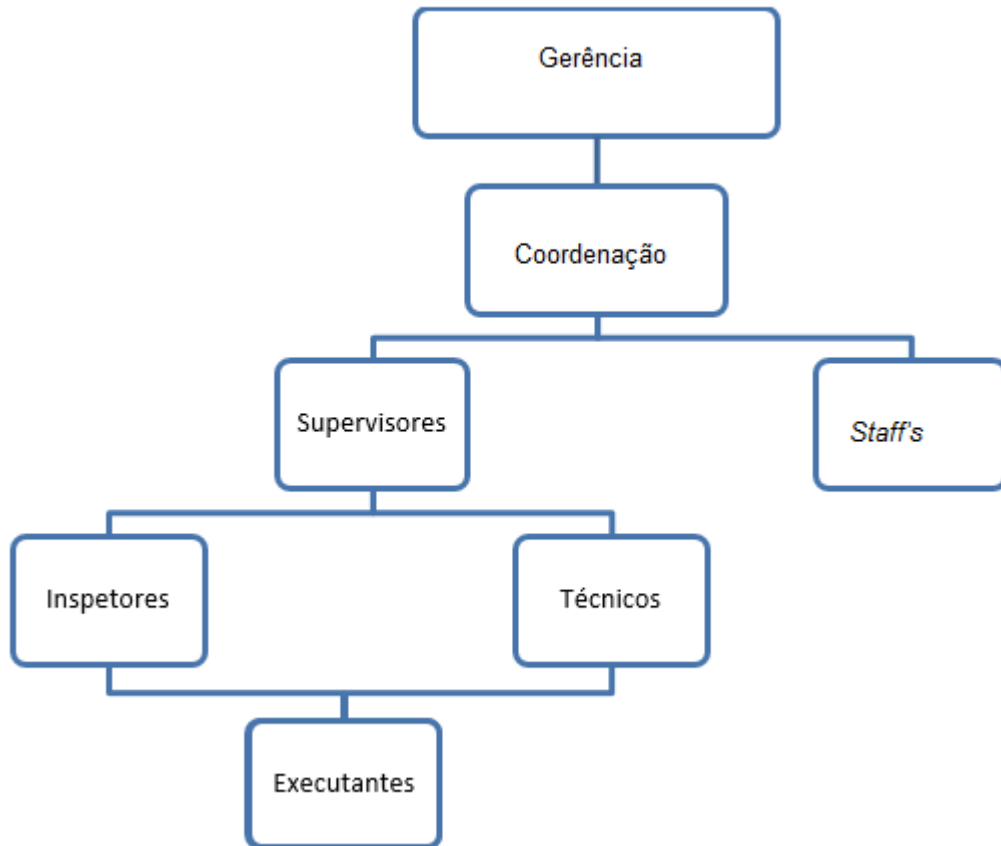 Gerência
Coordenação
Supervisores
Staff's
Inspetores
Técnicos
Executantes